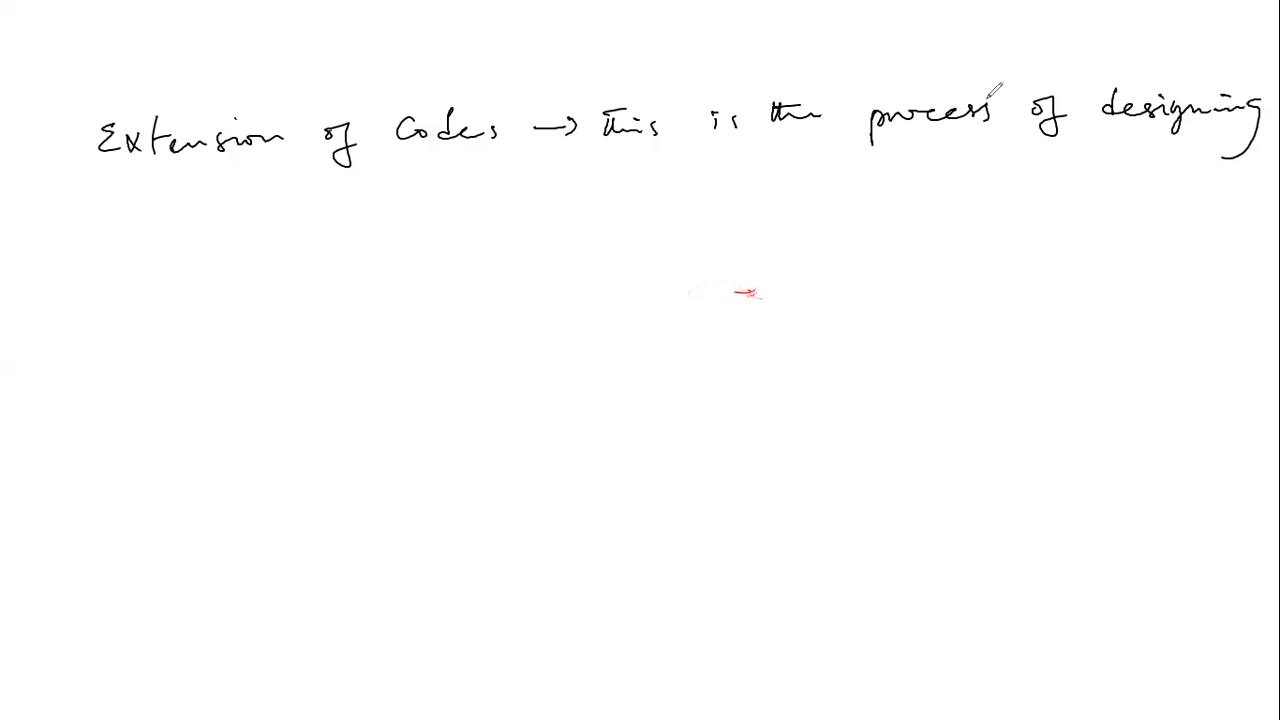 Extension of Codes → this is the process of designing